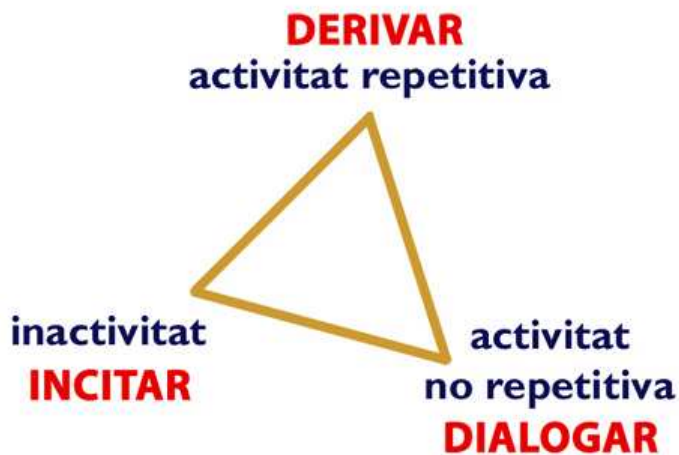 DERIVAR
activitat repetitiva
inactivitat
INCITAR
activitat
no repetitiva
DIALOGAR